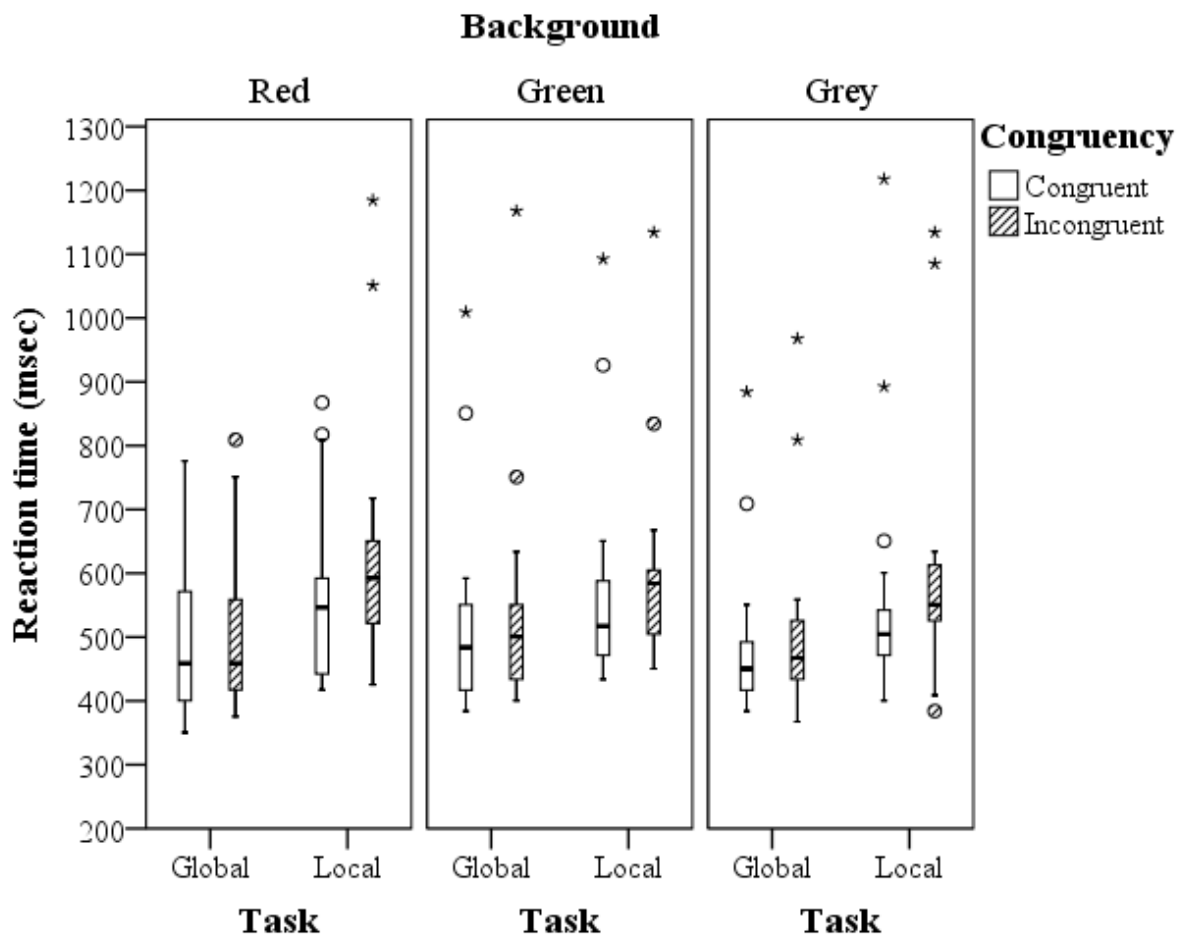 Background
Red Green Grey
Congruency
Congruent
Incongruent
Reaction time (msec)
1300
1200
1100
1000
900
800
700
600
500
400
300
200
Global Local Global Local Global Local
Task Task Task